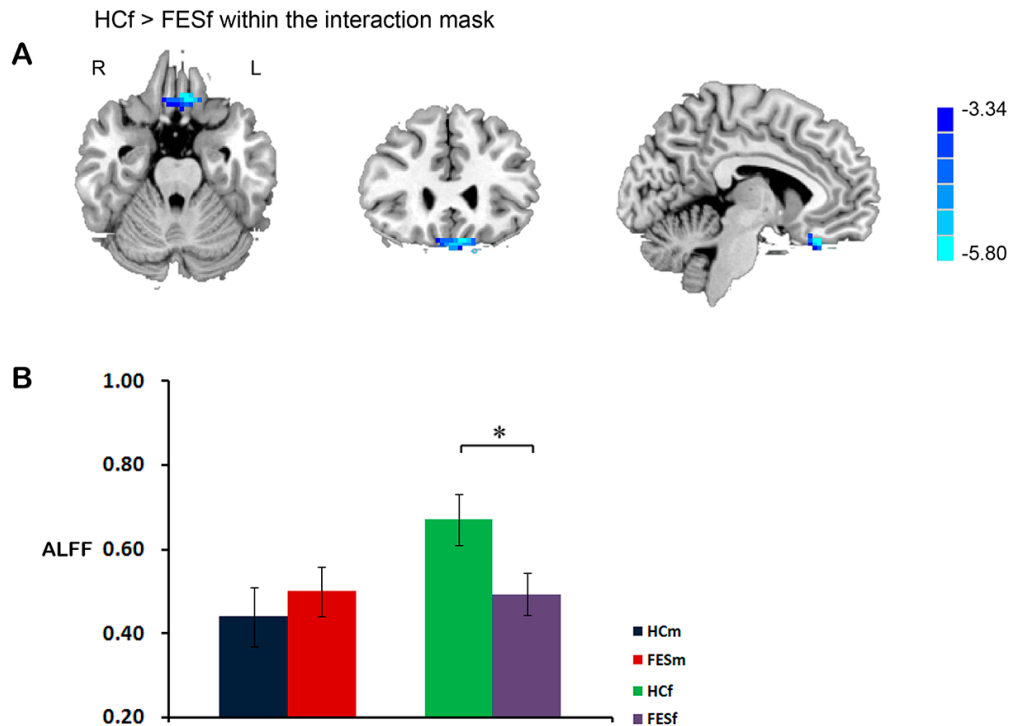 HCf > FESf within the interaction mask
A
R
L
-3.34
-5.80
B
1.00
0.80
*
ALFF
0.60
0.40
0.20
HCm
FESm
HCf
FESf